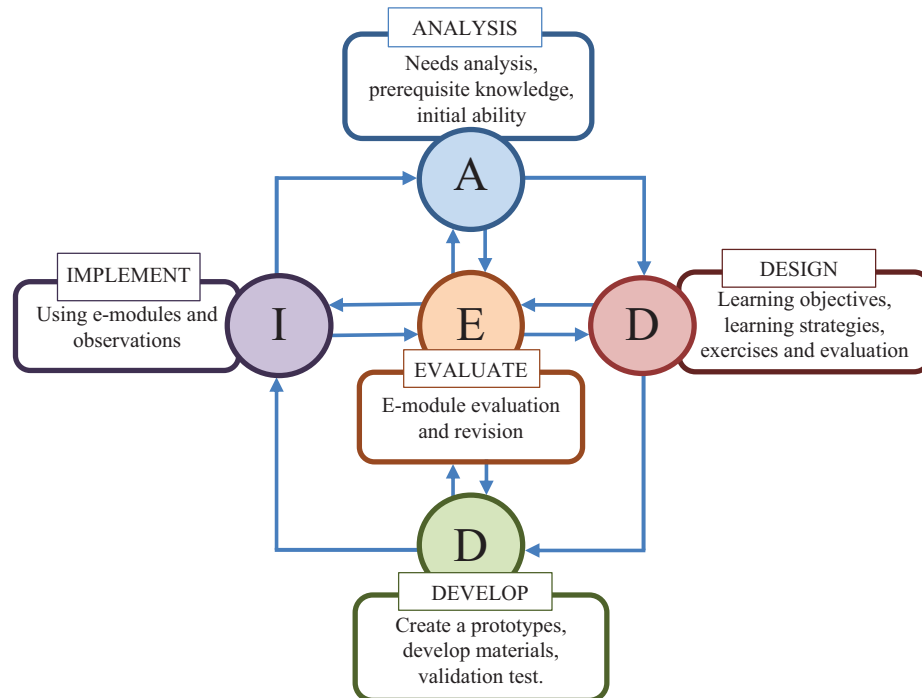 ANALYSIS
Needs analysis,
prerequisite knowledge,
initial ability
A
IMPLEMENT
Using e-modules and
observations
I
E
EVALUATE
E-module evaluation
and revision
D
DESIGN
Learning objectives,
learning strategies,
exercises and evaluation
D
DEVELOP
Create a prototypes,
develop materials,
validation test.